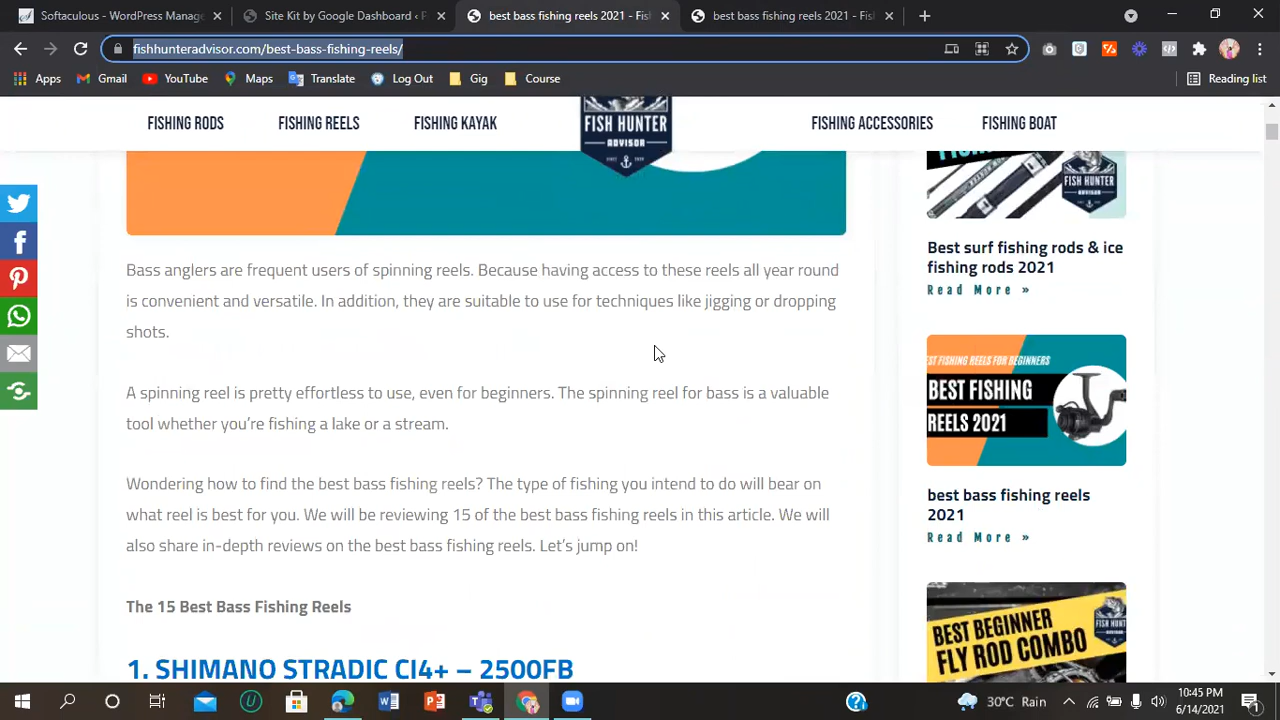 Softaculous - WordPress Manage
Site Kit by Google Dashboard ‹ F
best bass fishing reels 2021 - Fis
best bass fishing reels 2021 - Fis
fishhunteradvisor.com/best-bass-fishing-reels/
Apps Gmail YouTube Maps Translate Log Out Gig Course Reading list
FISHING RODS FISHING REELS FISHING KAYAK FISH HUNTER ADVISOR FISHING ACCESSORIES FISHING BOAT
FISH HUNTER ADVISOR
Bass anglers are frequent users of spinning reels. Because having access to these reels all year round
is convenient and versatile. In addition, they are suitable to use for techniques like jigging or dropping
shots.
A spinning reel is pretty effortless to use, even for beginners. The spinning reel for bass is a valuable
tool whether you're fishing a lake or a stream.
Wondering how to find the best bass fishing reels? The type of fishing you intend to do will bear on
what reel is best for you. We will be reviewing 15 of the best bass fishing reels in this article. We will
also share in-depth reviews on the best bass fishing reels. Let's jump on!
The 15 Best Bass Fishing Reels
1. SHIMANO STRADIC CI4+ – 2500FB
Best surf fishing rods & ice
fishing rods 2021
Read More »
EST FISHING REELS FOR BEGINNERS
BEST FISHING
REELS 2021
best bass fishing reels
2021
Read More »
BEST BEGINNER
FLY ROD COMBO
FISH HUNTER
30°C Rain
10:45 PM
6/14/2021